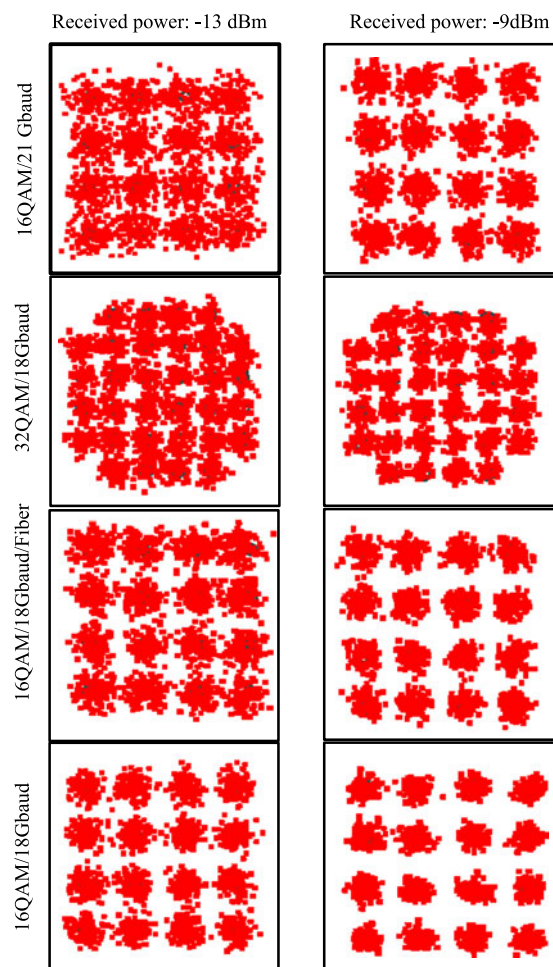 Received power: -13 dBm
Received power: -9dBm
16QAM/21 Gbaud
32QAM/18Gbaud
16QAM/18Gbaud/Fiber
16QAM/18Gbaud